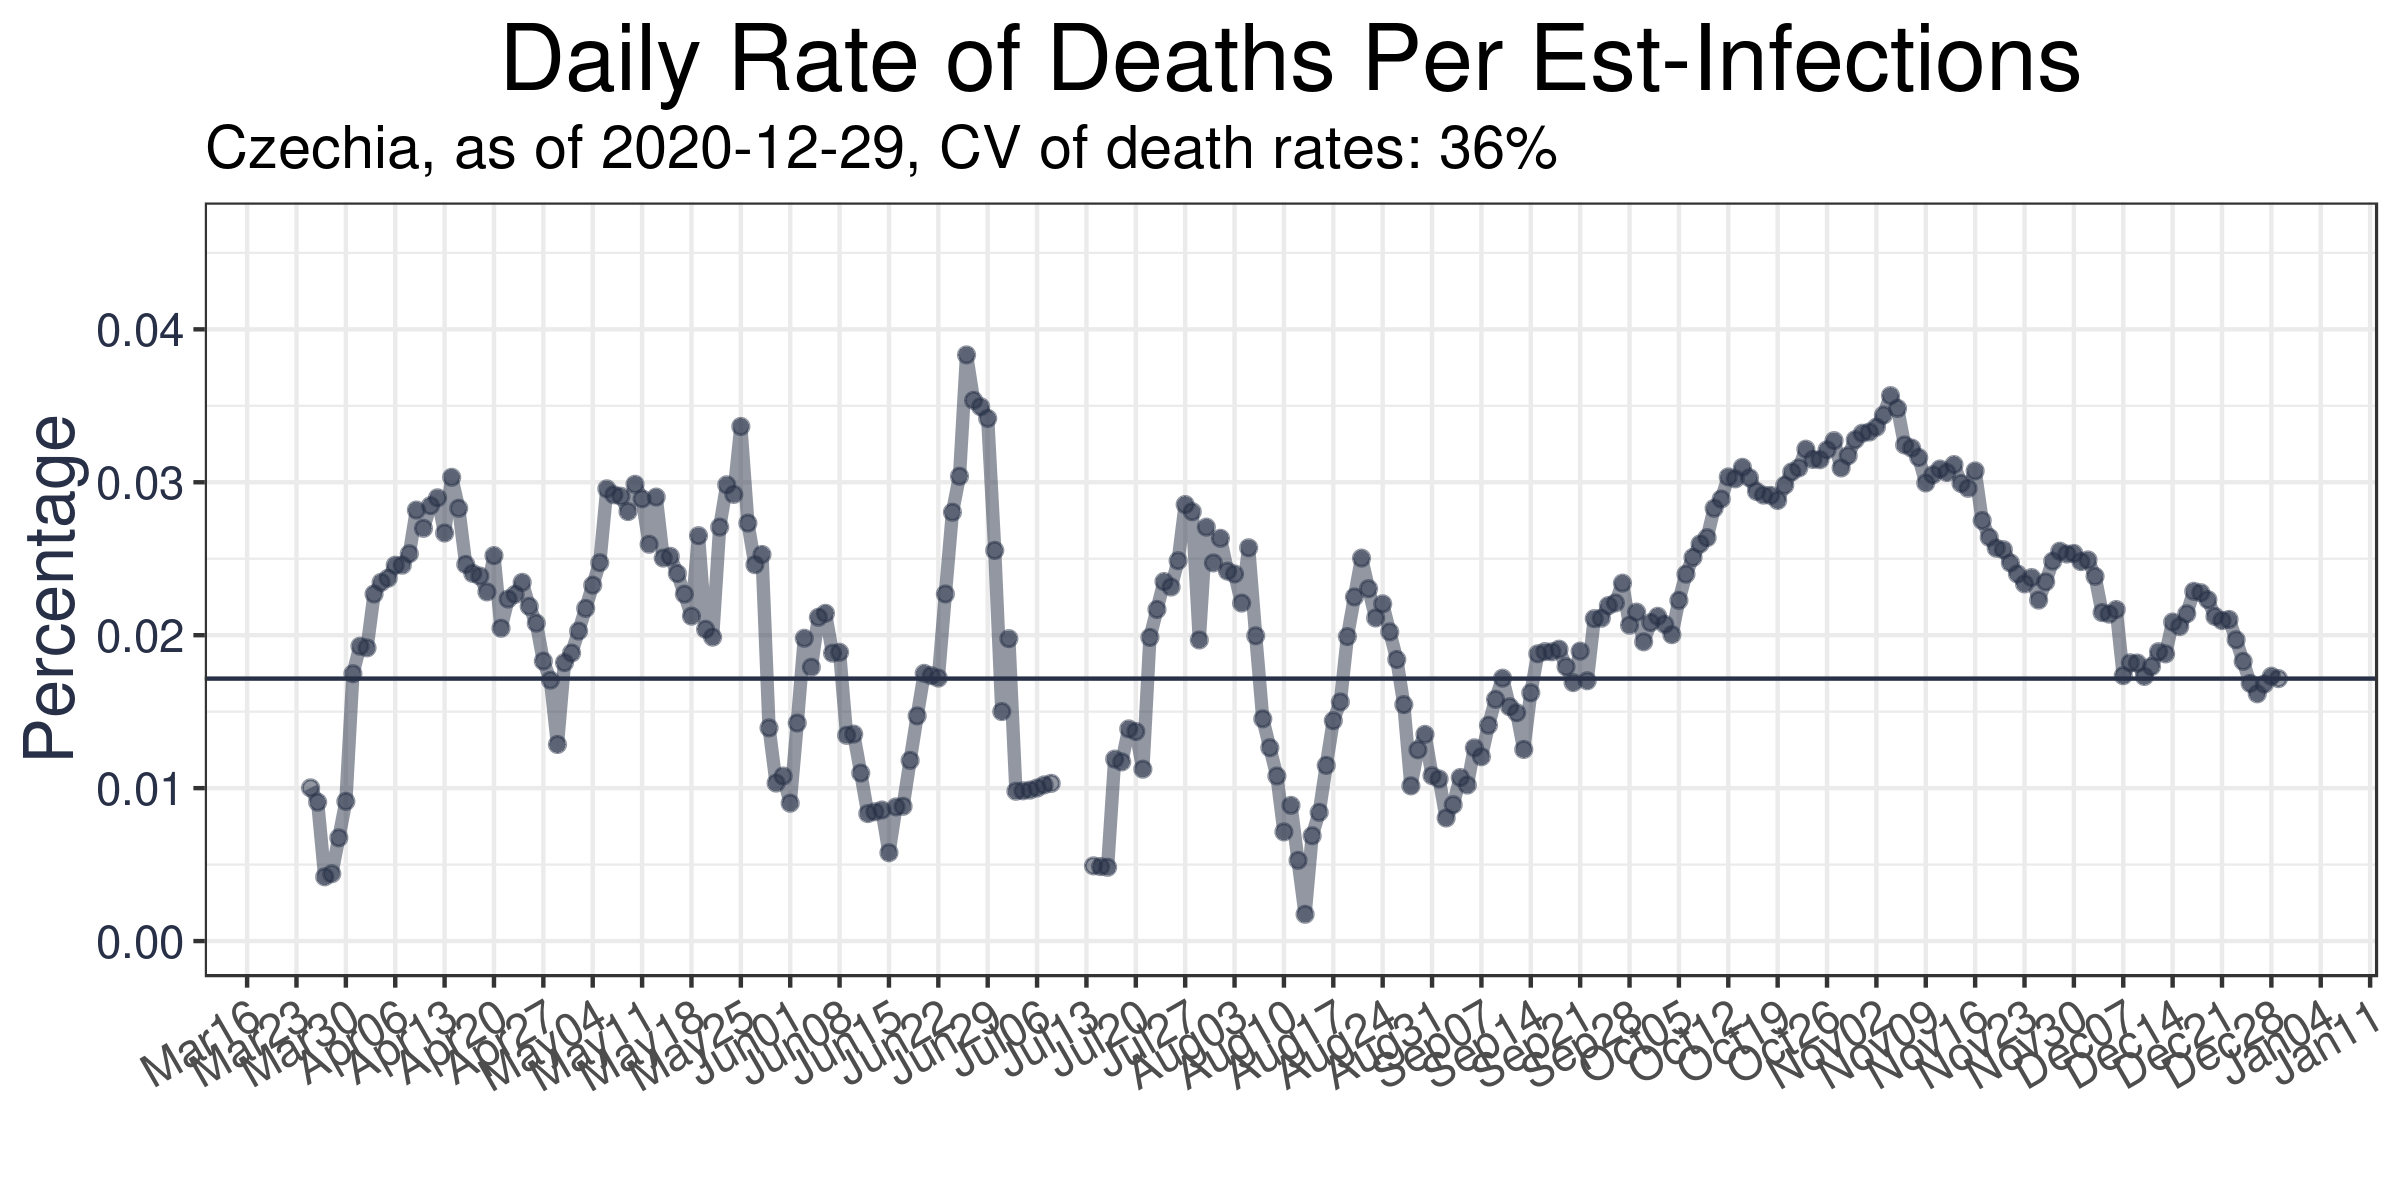 Daily Rate of Deaths Per Est-Infections
Czechia, as of 2020-12-29, CV of death rates: 36%
Percentage
0.04
0.03
0.02
0.01
0.00
Mar16
Mar23
Mar30
Apr06
Apr13
Apr20
Apr27
May04
May11
May18
May25
Jun01
Jun08
Jun15
Jun22
Jun29
Jul06
Jul13
Jul20
Jul27
Aug03
Aug10
Aug17
Aug24
Aug31
Sep07
Sep14
Sep21
Sep28
Oct05
Oct12
Oct19
Oct26
Nov02
Nov09
Nov16
Nov23
Nov30
Dec07
Dec14
Dec21
Dec28
Jan04
Jan11